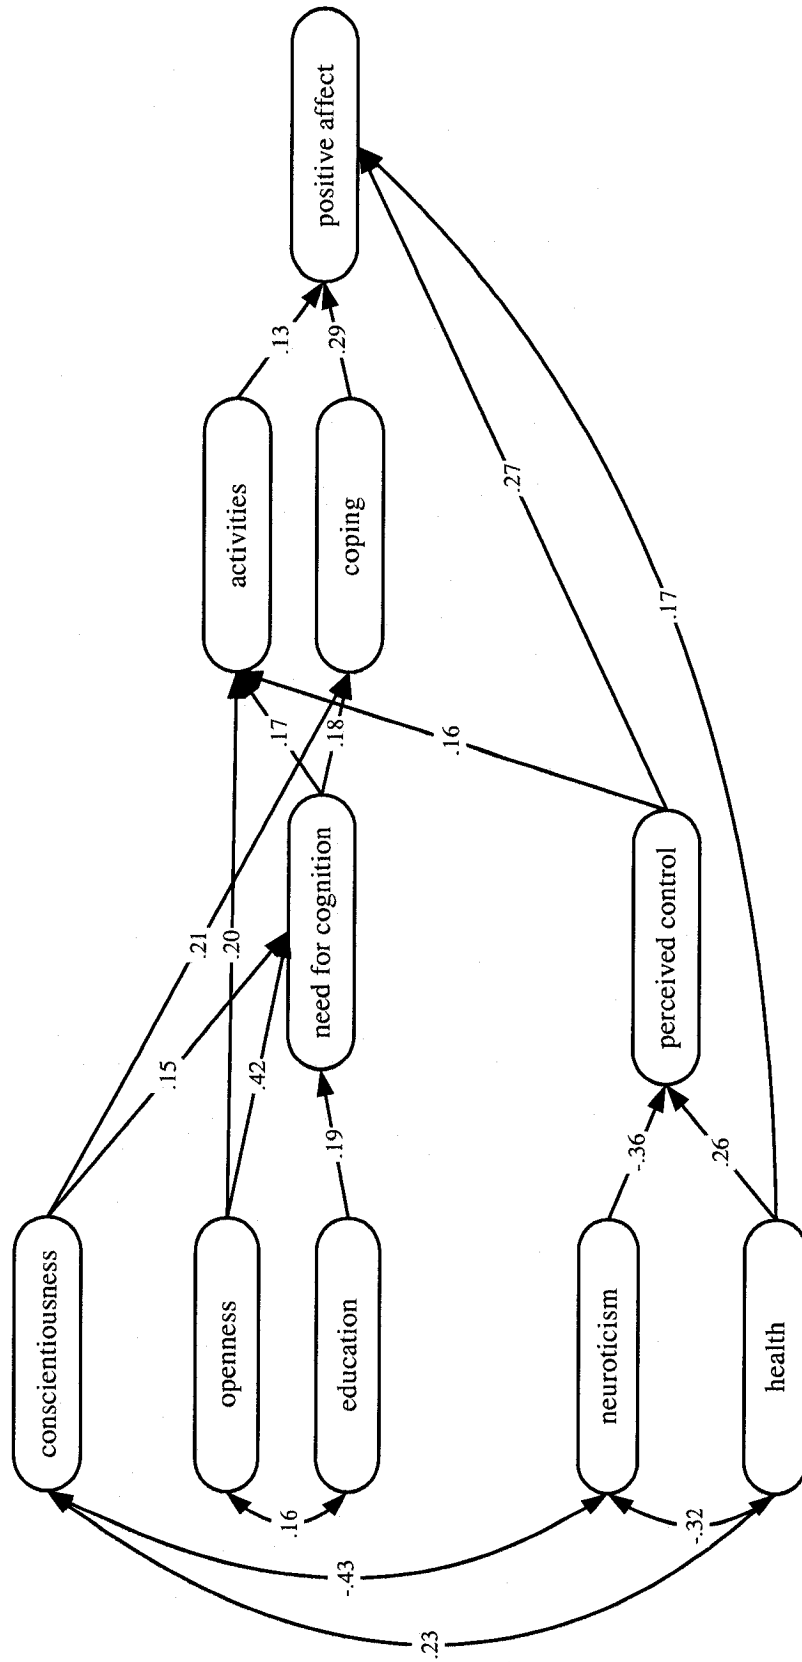 conscientiousness
openness
education
neuroticism
health
need for cognition
perceived control
activities
coping
positive affect
.23
-.43
.16
-.32
.15
.21
.20
.42
.19
-.36
.26
.17
.18
.16
.13
.29
.27
.17